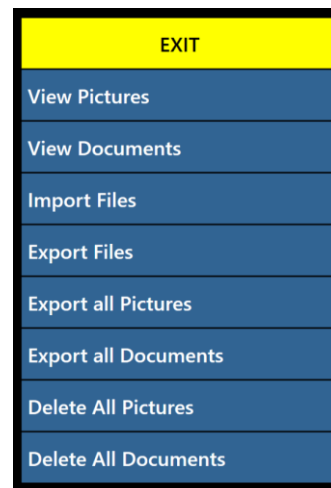 EXIT
View Pictures
View Documents
Import Files
Export Files
Export all Pictures
Export all Documents
Delete All Pictures
Delete All Documents